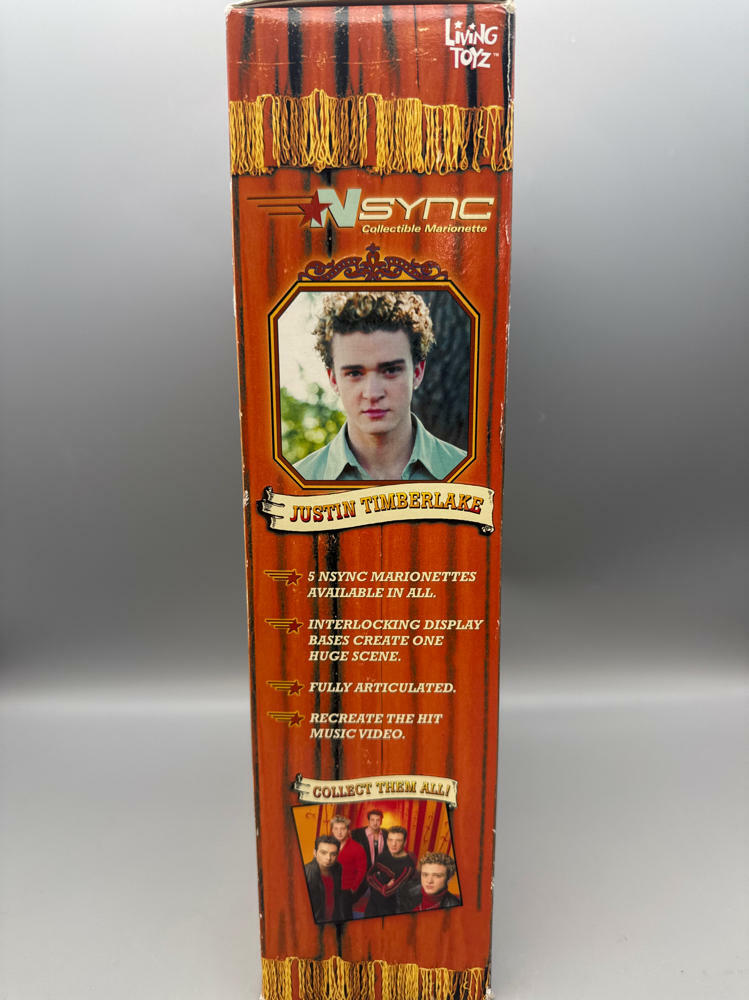 LiViNG
TOYZ™
NSYNC
Collectible Marionette
JUSTIN TIMBERLAKE
5 NSYNC MARIONETTES
AVAILABLE IN ALL.
INTERLOCKING DISPLAY
BASES CREATE ONE
HUGE SCENE.
FULLY ARTICULATED.
RECREATE THE HIT
MUSIC VIDEO.
COLLECT THEM ALL!